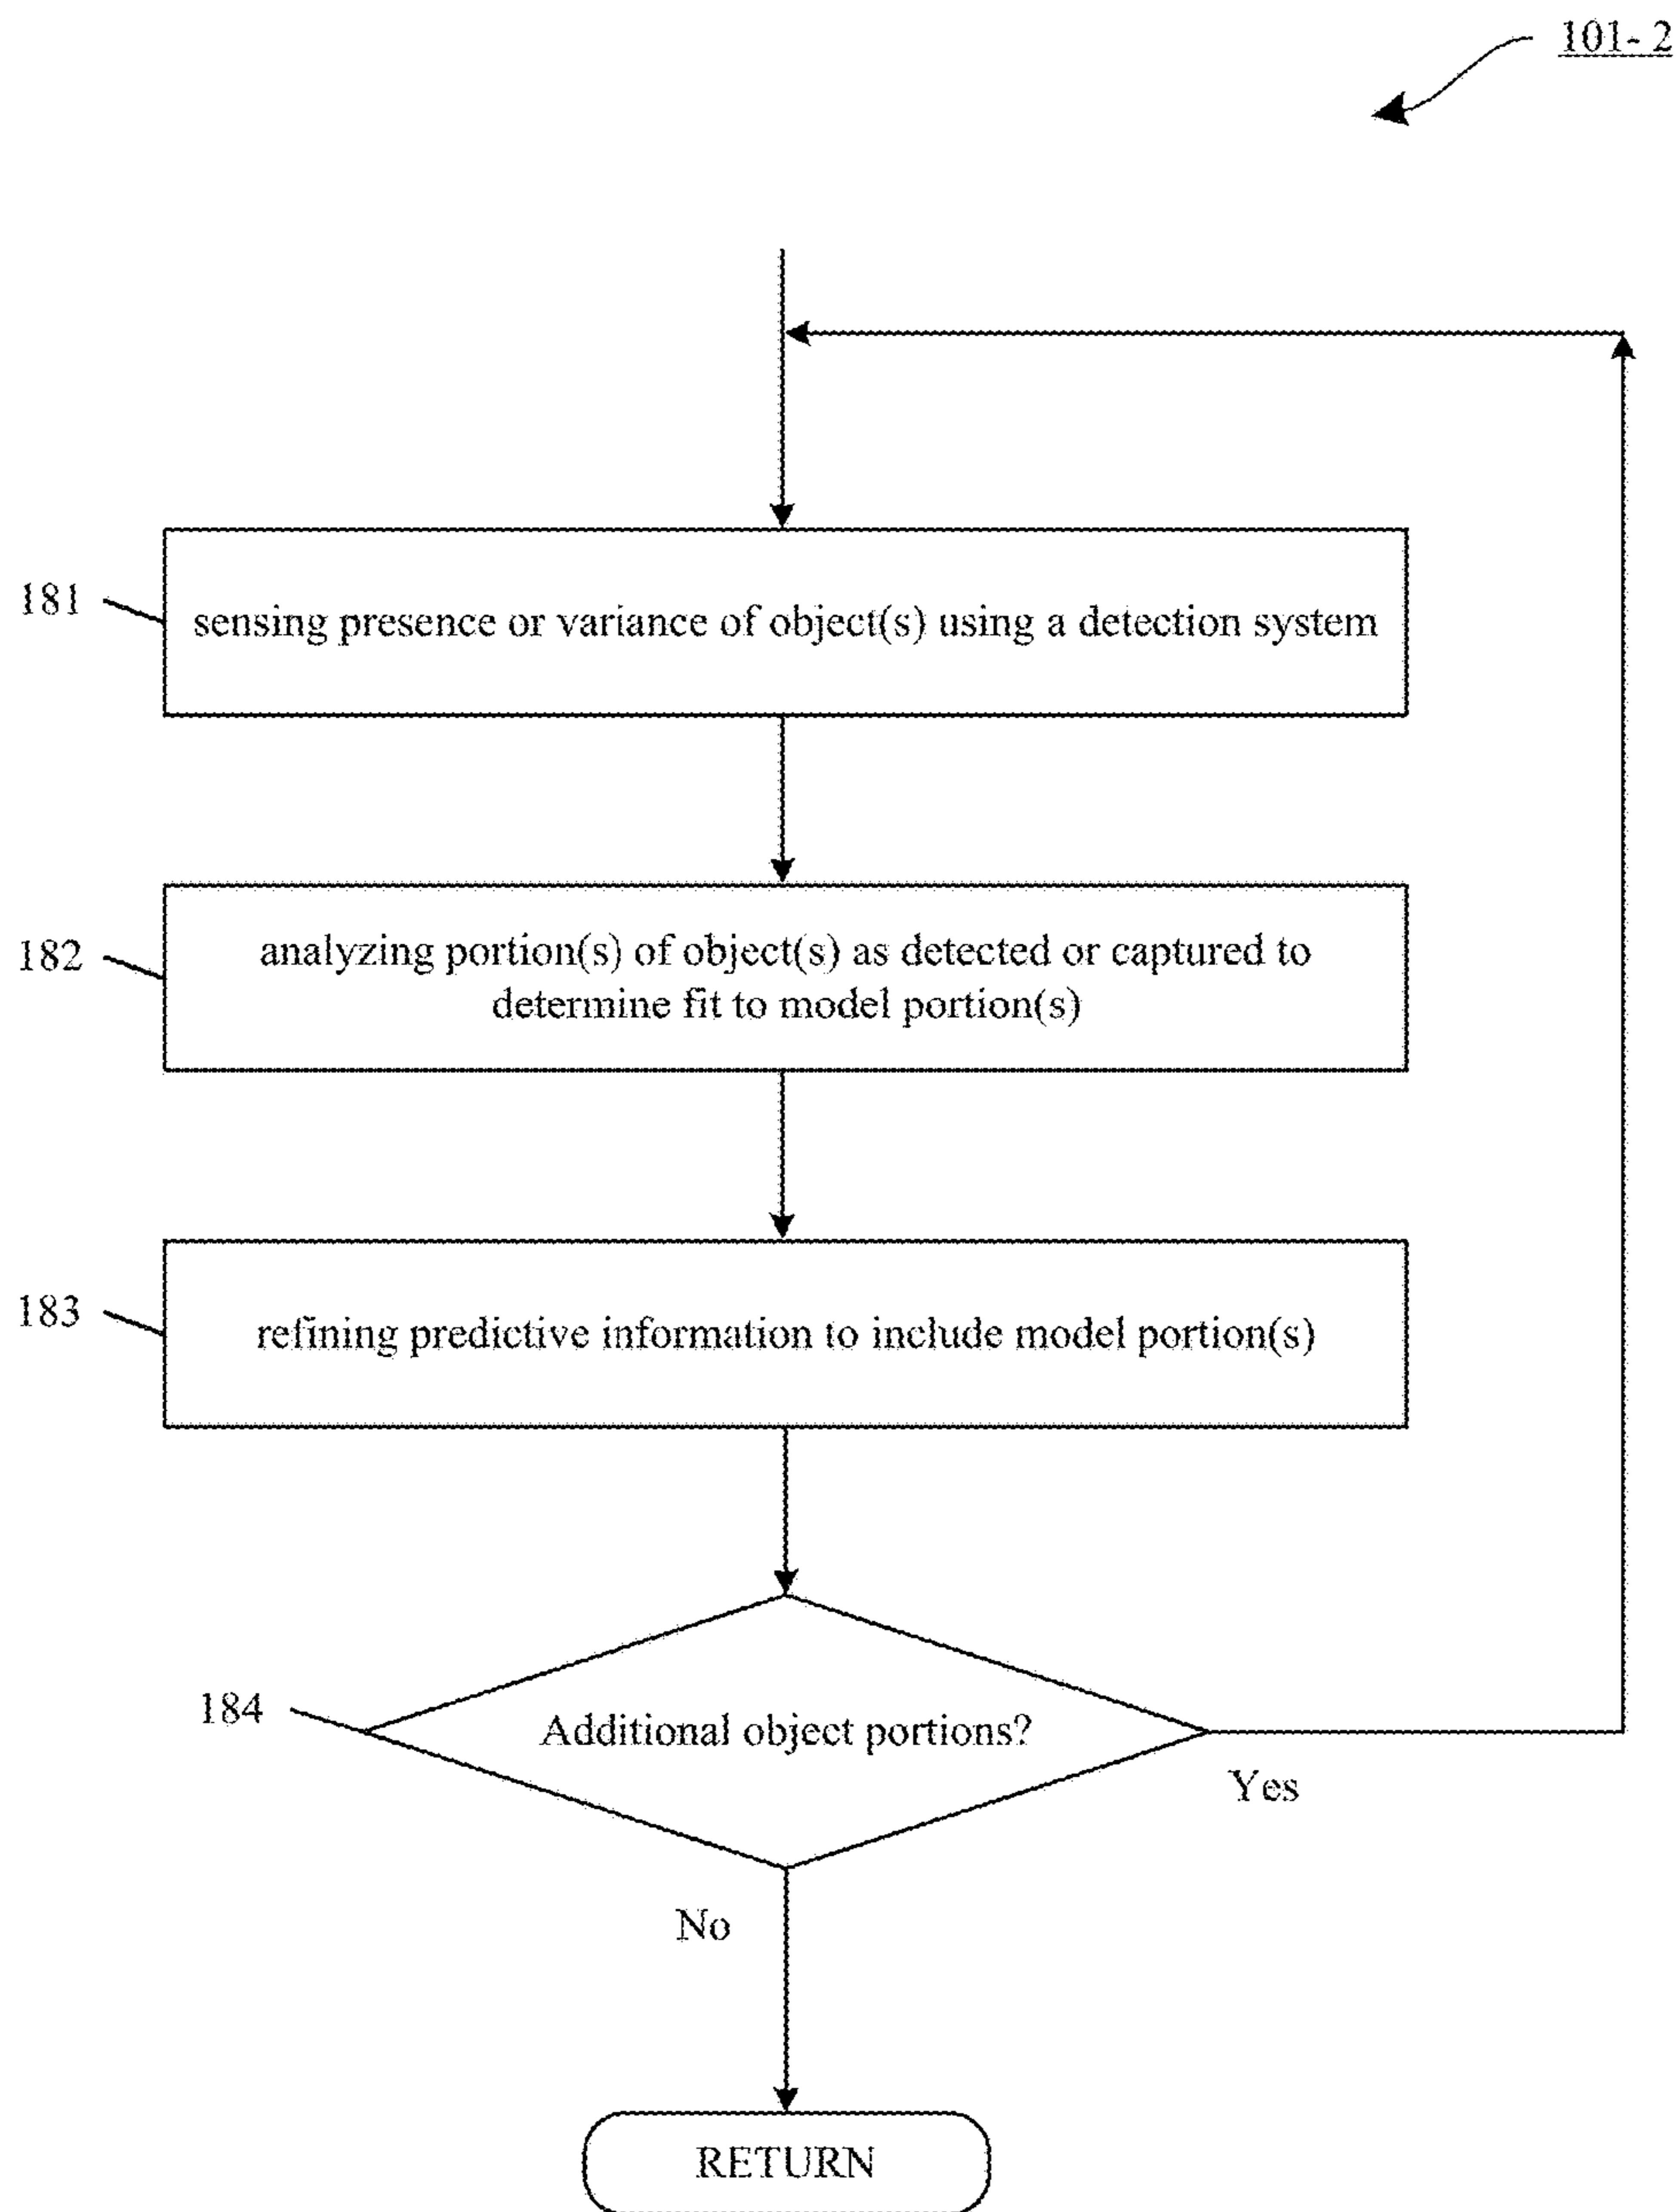 101- 2
181
sensing presence or variance of object(s) using a detection system
182
analyzing portion(s) of object(s) as detected or captured to
determine fit to model portion(s)
183
refining predictive information to include model portion(s)
184
Additional object portions?
Yes
No
RETURN